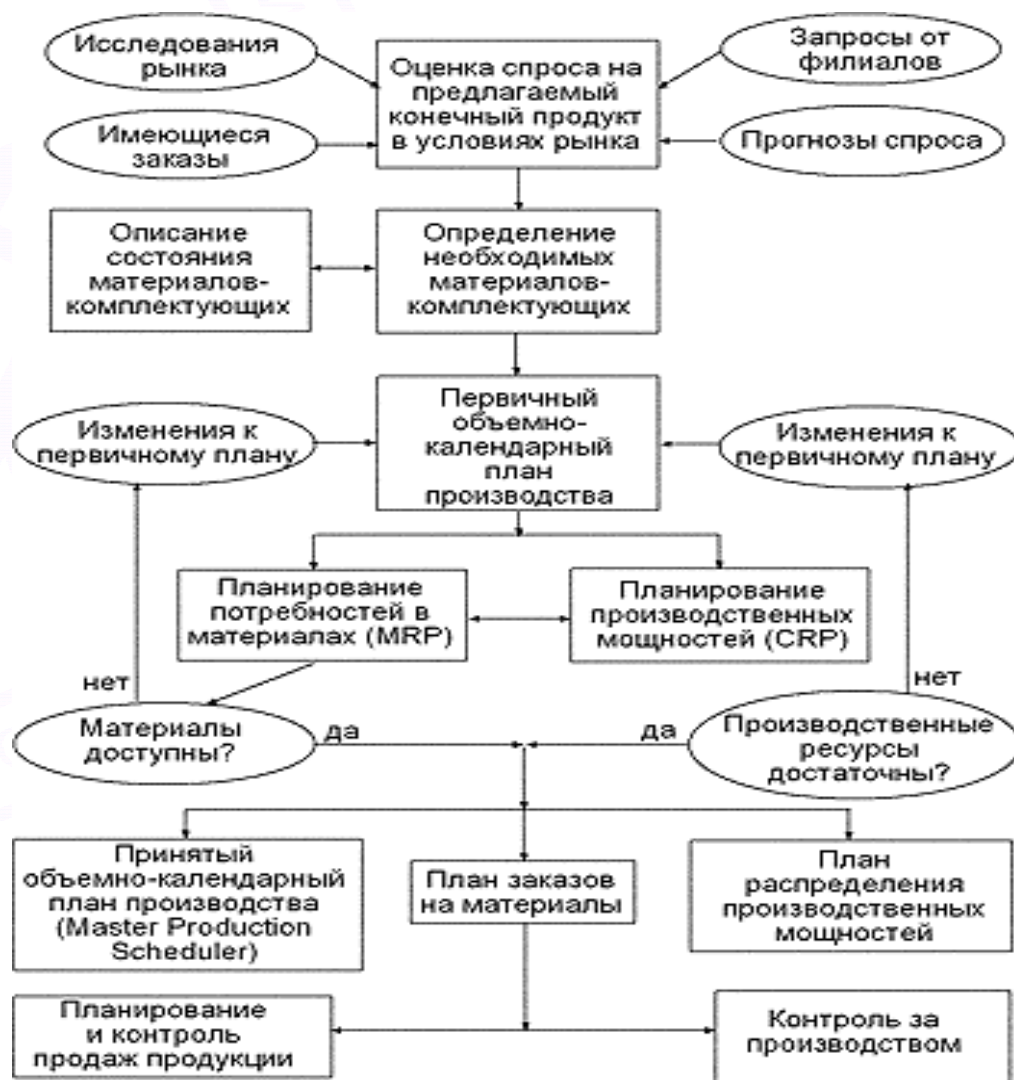 Исследования
рынка
Оценка спроса на
предлагаемый
конечный продукт
в условиях рынка
Запросы от
филиалов
Имеющиеся
заказы
Прогнозы спроса
Описание
состояния
материалов-
комплектующих
Определение
необходимых
материалов-
комплектующих
Изменения к
первичному плану
Первичный
объемно-
календарный
план
производства
Изменения к
первичному плану
Планирование
потребностей в
материалах (MRP)
Планирование
производственных
мощностей (CRP)
нет
нет
Материалы
доступны?
да
да
Производственные
ресурсы
достаточны?
Принятый
объемно-календарный
план производства
(Master Production
Scheduler)
План заказов
на материалы
План
распределения
производственных
мощностей
Планирование
и контроль
продаж продукции
Контроль за
производством